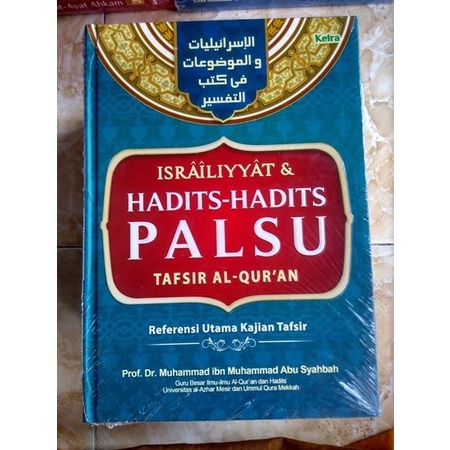 الإسرائيليات
و الموضوعات
في كتب
التفسير
Keira
ISRÂÎLIYYÂT &
HADITS-HADITS
PALSU
TAFSIR AL-QUR'AN
Referensi Utama Kajian Tafsir
Prof. Dr. Muhammad ibn Muhammad Abu Syahbah
Guru Besar Ilmu-ilmu Al-Qur'an dan Hadits
Universitas al-Azhar Mesir dan Ummul Qura Mekkah